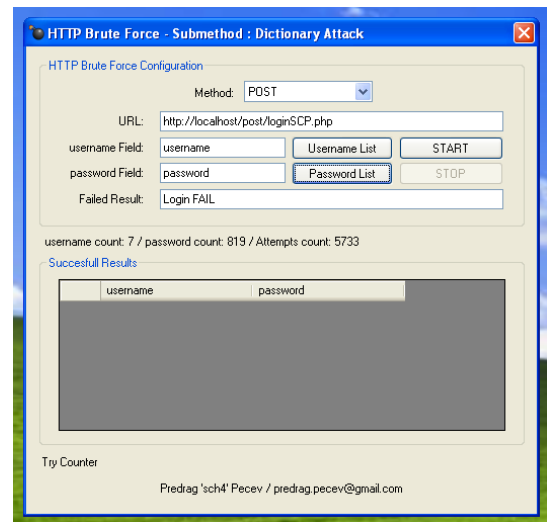 HTTP Brute Force - Submethod : Dictionary Attack
HTTP Brute Force Configuration
Method: POST
URL: http://localhost/post/loginSCP.php
username Field: username Username List START
password Field: password Password List STOP
Failed Result: Login FAIL
username count: 7 / password count: 819 / Attempts count: 5733
Succesfull Results
username password
Try Counter
Predrag 'sch4' Pecev / predrag.pecev@gmail.com